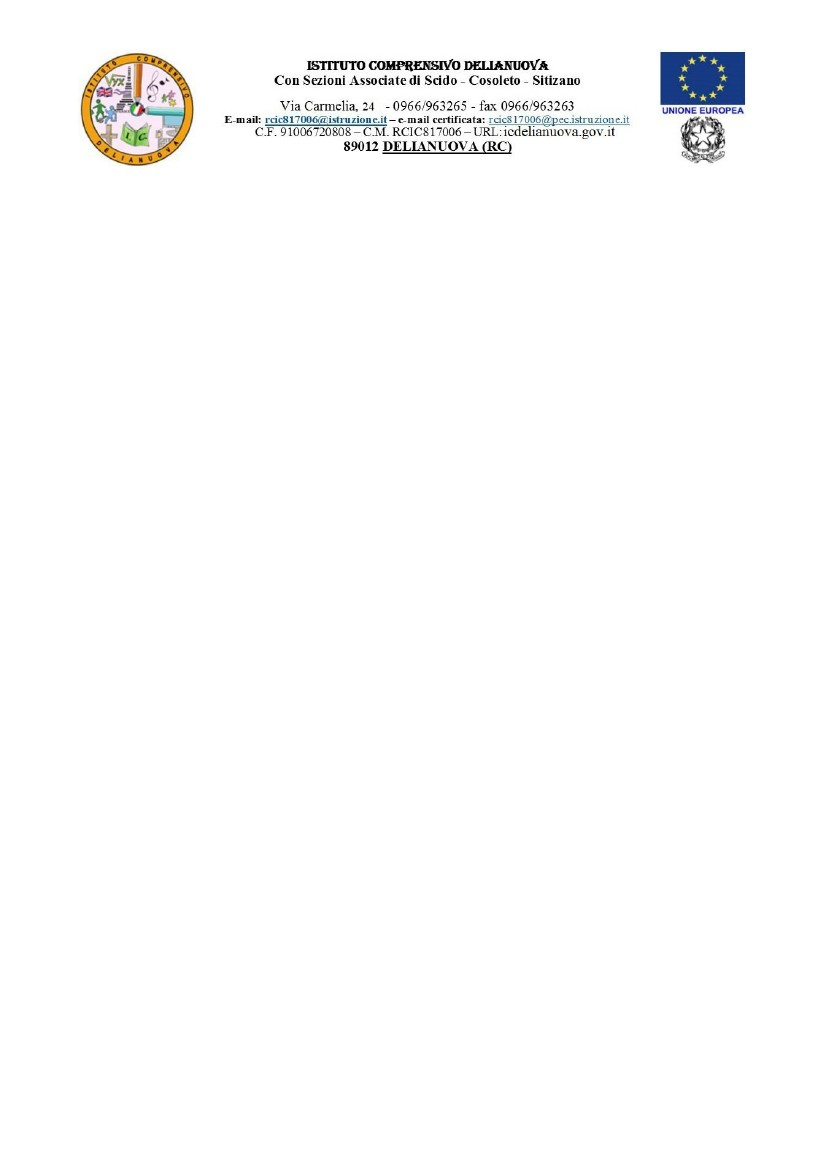 ISTITUTO COMPRENSIVO DELIANUOVA
Con Sezioni Associate di Scido - Cosoleto - Sitizano
Via Carmelia, 24 - 0966/963265 - fax 0966/963263
E-mail: rcic817006@istruzione.it – e-mail certificata: rcic817006@pec.istruzione.it
C.F. 91006720808 – C.M. RCIC817006 – URL: icdelianuova.gov.it
89012 DELIANUOVA (RC)
ISTITUTO COMPRENSIVO
DELIANUOVA
I.C.
UNIONE EUROPEA